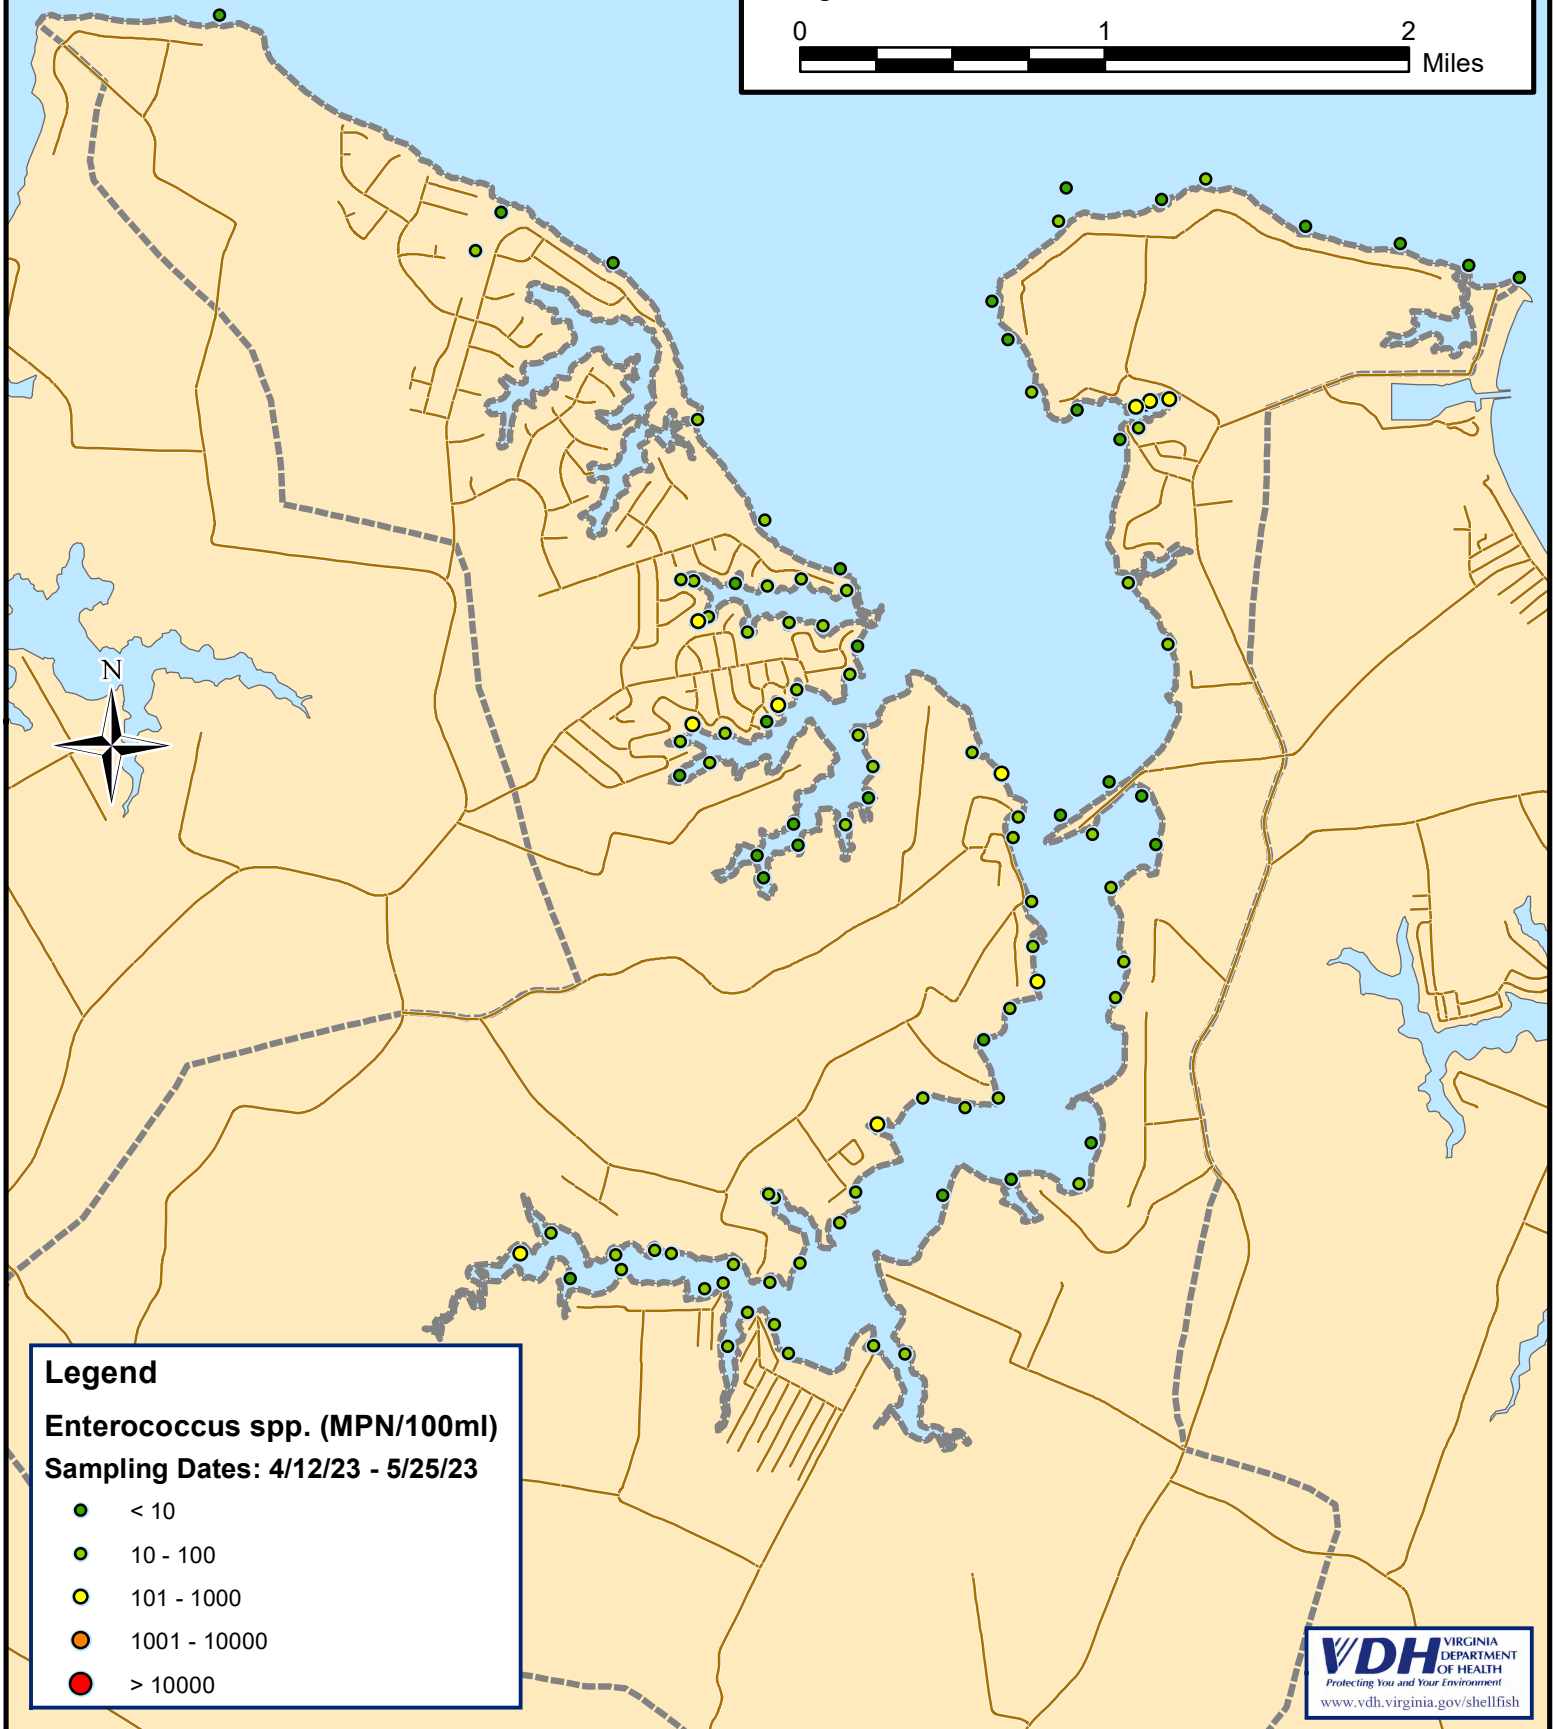 0 1 2
Miles
N
Legend
Enterococcus spp. (MPN/100ml)
Sampling Dates: 4/12/23 - 5/25/23
< 10
10 - 100
101 - 1000
1001 - 10000
> 10000
VDH VIRGINIA
DEPARTMENT
OF HEALTH
Protecting You and Your Environment
www.vdh.virginia.gov/shellfish